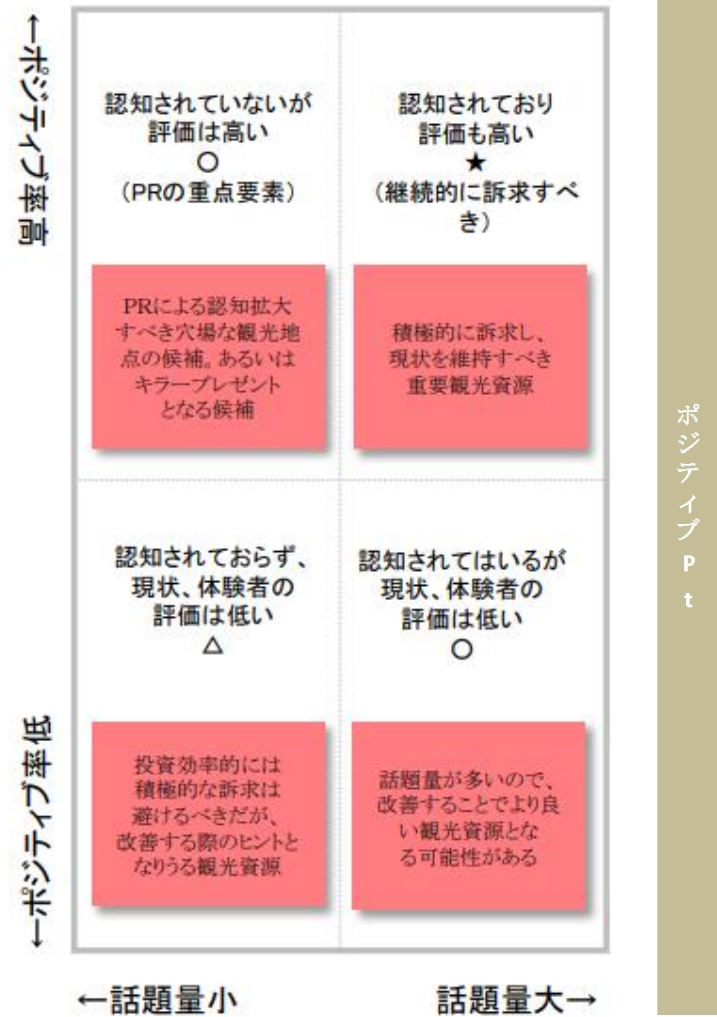 ←ポジティブ率高
認知されていないが
評価は高い
○
（PRの重点要素）
認知されており
評価も高い
★
（継続的に訴求すべ
き）
PRによる認知拡大
すべき穴場な観光地
点の候補。あるいは
キラープレゼント
となる候補
積極的に訴求し、
現状を維持すべき
重要観光資源
認知されておらず、
現状、体験者の
評価は低い
△
認知されてはいるが
現状、体験者の
評価は低い
○
←ポジティブ率低
投資効率的には
積極的な訴求は
避けるべきだが、
改善する際のヒントと
なりうる観光資源
話題量が多いので、
改善することでより良
い観光資源とな
る可能性がある
←話題量小
話題量大→
ポジティブPt